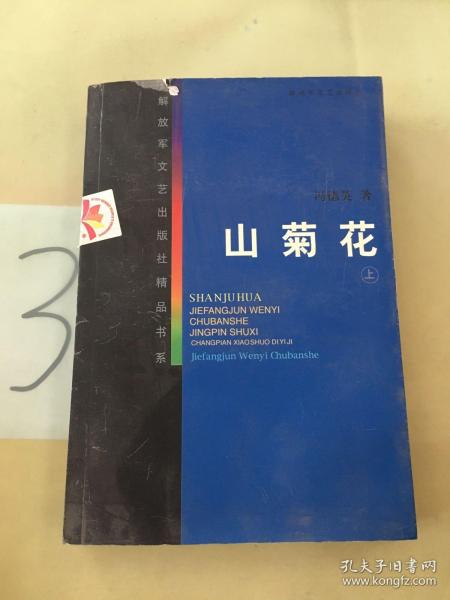 解放军文艺出版社精品书系
冯德英 著
山菊花
上
SHANJUHUA
JIEFANGJUN WENYI
CHUBANSHE
JINGPIN SHUXI
CHANGPIAN XIAOSHUO DIYIJI
Jiefangjun Wenyi Chubanshe
3
孔夫子旧书网
www.kongfz.com